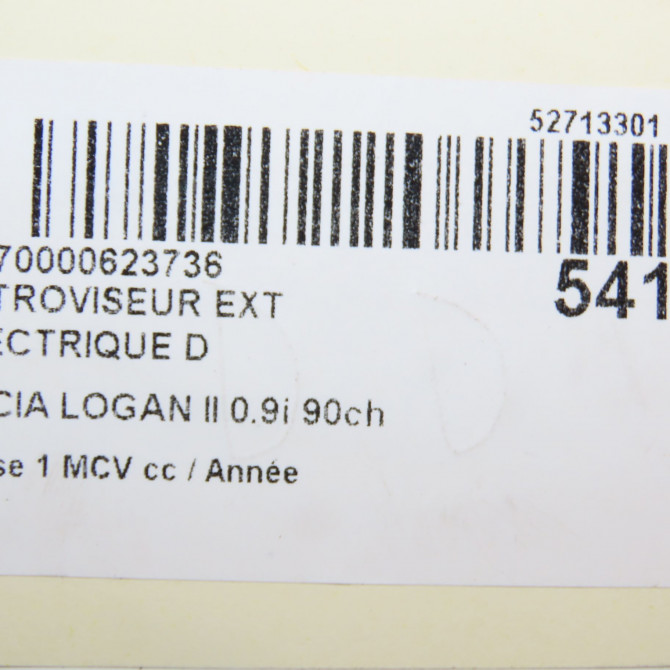 52713301
70000623736
541
TROVISEUR EXT
ECTRIQUE D
CIA LOGAN II 0.9i 90ch
se 1 MCV cc / Année